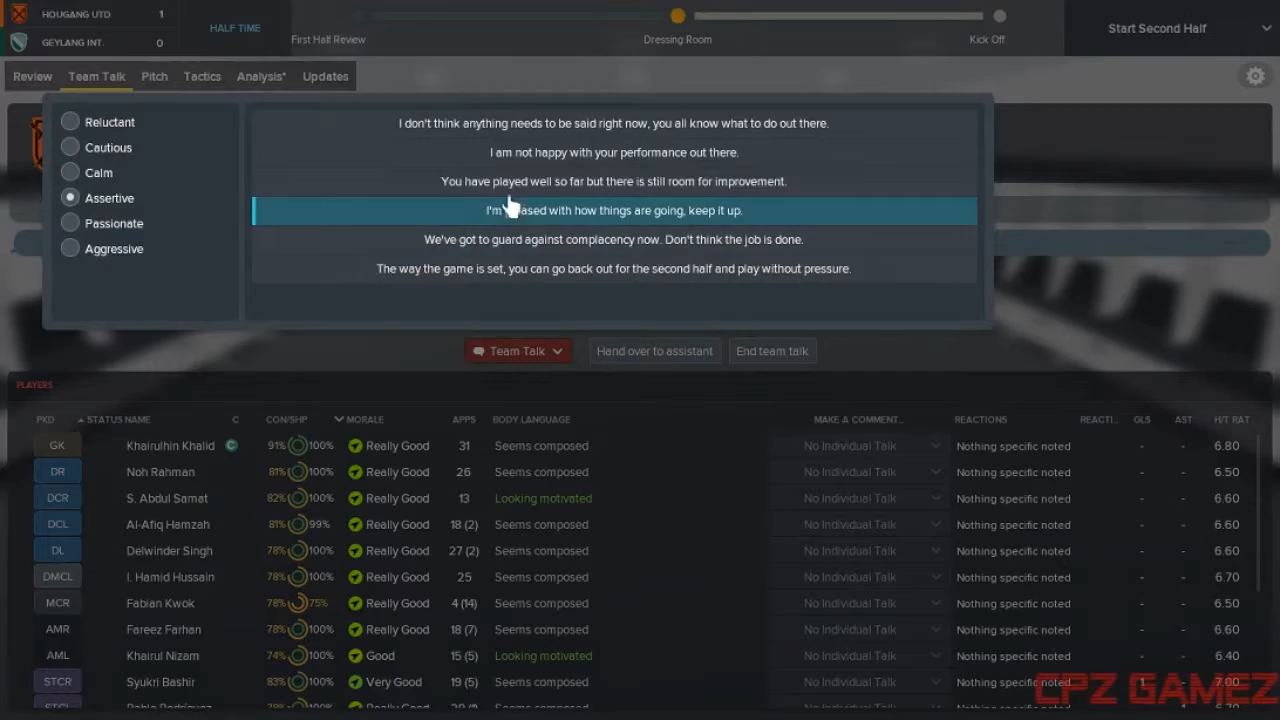 HOUGANG UTD 1
GEYLANG INT. 0
HALF TIME
First Half Review
Dressing Room
Kick Off
Start Second Half
Review Team Talk Pitch Tactics Analysis* Updates
Reluctant
Cautious
Calm
Assertive
Passionate
Aggressive
I don't think anything needs to be said right now, you all know what to do out there.
I am not happy with your performance out there.
You have played well so far but there is still room for improvement.
I'm ased with how things are going, keep it up.
We've got to guard against complacency now. Don't think the job is done.
The way the game is set, you can go back out for the second half and play without pressure.
Team Talk Hand over to assistant End team talk
PLAYERS
PKD STATUS NAME C CON/SHP MORALE APPS BODY LANGUAGE MAKE A COMMENT... REACTIONS REACTI... GLS AST H/T RAT
GK Khairulhin Khalid C 91% 100% Really Good 31 Seems composed No Individual Talk Nothing specific noted - - 6.80
DR Noh Rahman 81% 100% Really Good 26 Seems composed No Individual Talk Nothing specific noted - - 6.50
DCR S. Abdul Samat 82% 100% Really Good 13 Looking motivated No Individual Talk Nothing specific noted - - 6.60
DCL Al-Afiq Hamzah 81% 99% Really Good 18 (2) Seems composed No Individual Talk Nothing specific noted - - 6.60
DL Delwinder Singh 78% 100% Really Good 27 (2) Seems composed No Individual Talk Nothing specific noted - - 6.60
DMCL I. Hamid Hussain 78% 100% Really Good 25 Seems composed No Individual Talk Nothing specific noted - - 6.70
MCR Fabian Kwok 78% 75% Really Good 4 (14) Seems composed No Individual Talk Nothing specific noted - - 6.50
AMR Fareez Farhan 78% 100% Really Good 18 (7) Seems composed No Individual Talk Nothing specific noted - - 6.60
AML Khairul Nizam 74% 100% Good 15 (5) Looking motivated No Individual Talk Nothing specific noted - - 6.40
STCR Syukri Bashir 83% 100% Very Good 19 (5) Seems composed No Individual Talk Nothing specific noted 1 - 7.00
CPZ GAMEZ